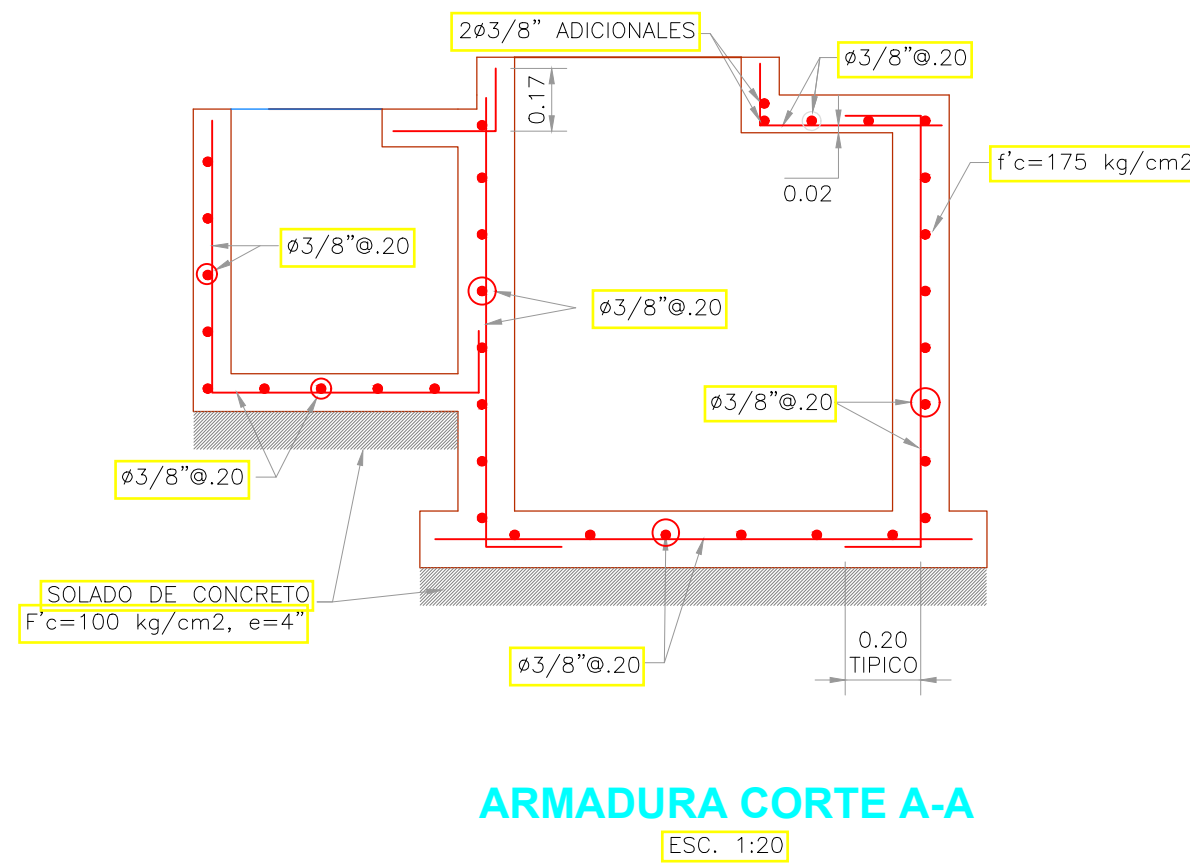 2ø3/8” ADICIONALES
ø3/8”@.20
0.17
f'c=175 kg/cm2
0.02
ø3/8”@.20
ø3/8”@.20
ø3/8”@.20
ø3/8”@.20
SOLADO DE CONCRETO
F'c=100 kg/cm2, e=4”
ø3/8”@.20
0.20
TIPICO
ARMADURA CORTE A-A
ESC. 1:20